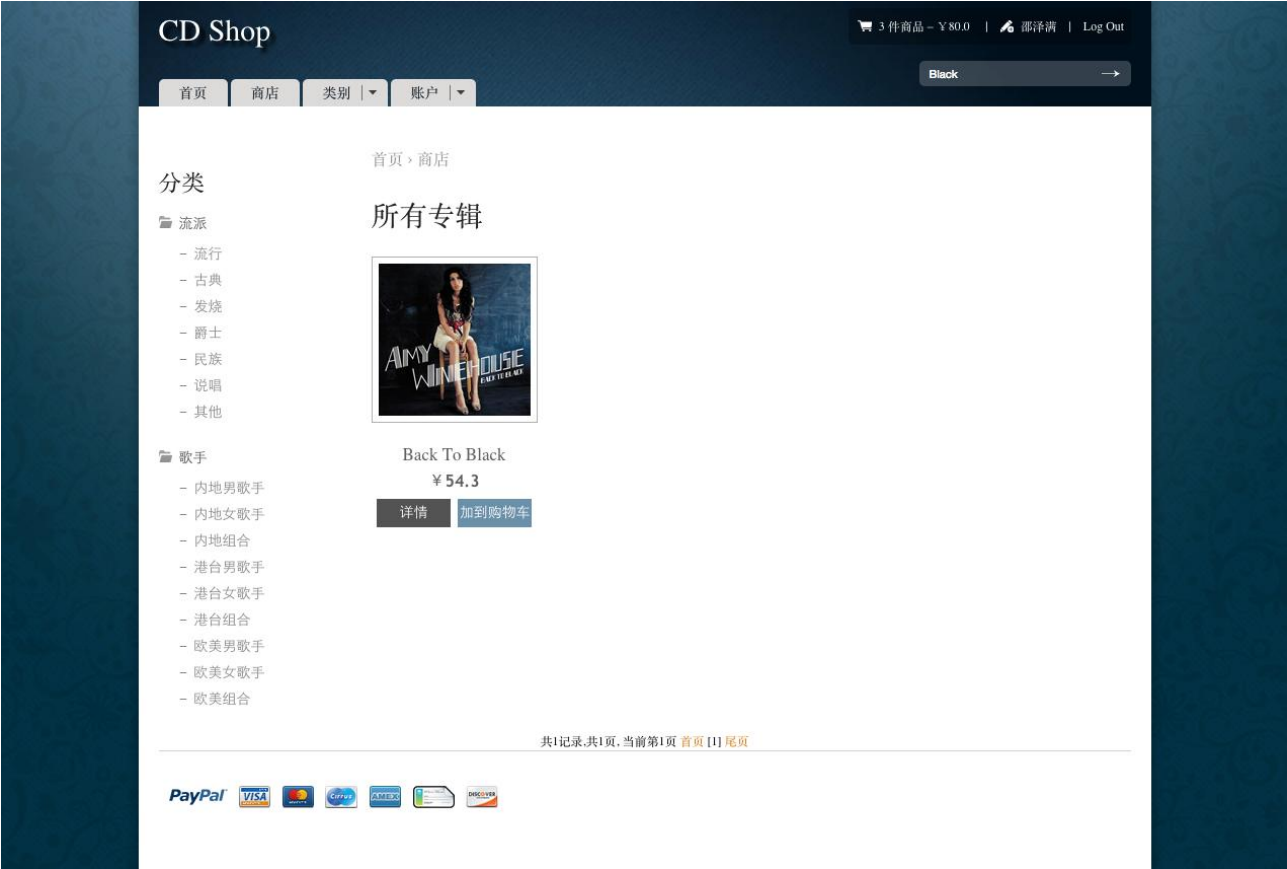 CD Shop
3 件商品 – ￥80.0 | 邵泽满 | Log Out
Black
首页 商店 类别 账户
首页 › 商店
分类
所有专辑
流派
– 流行
– 古典
– 发烧
– 爵士
– 民族
– 说唱
– 其他
AMY
WINEHOUSE
BACK TO BLACK
Back To Black
￥54.3
详情 加到购物车
歌手
– 内地男歌手
– 内地女歌手
– 内地组合
– 港台男歌手
– 港台女歌手
– 港台组合
– 欧美男歌手
– 欧美女歌手
– 欧美组合
共1记录,共1页, 当前第1页 首页 [1] 尾页
PayPal VISA Cirrus AMEX DISCOVER